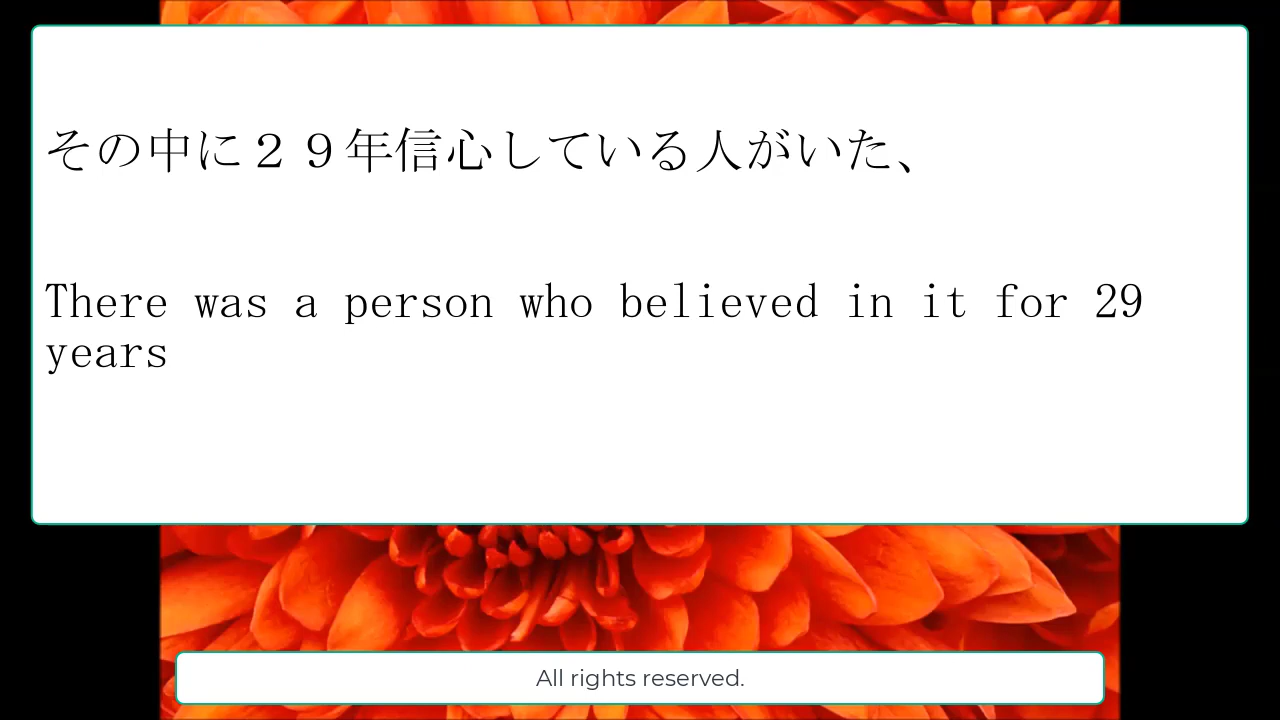 その中に２９年信心している人がいた、
There was a person who believed in it for 29
years
All rights reserved.